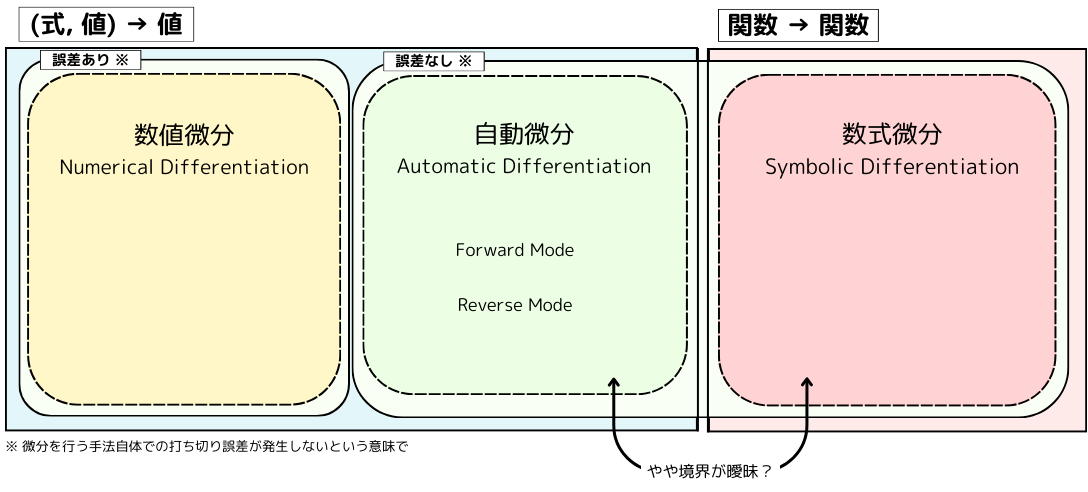 (式, 値) → 値
関数 → 関数
誤差あり ※
誤差なし ※
数値微分
Numerical Differentiation
自動微分
Automatic Differentiation
Forward Mode
Reverse Mode
数式微分
Symbolic Differentiation
※ 微分を行う手法自体での打ち切り誤差が発生しないという意味で
やや境界が曖昧？